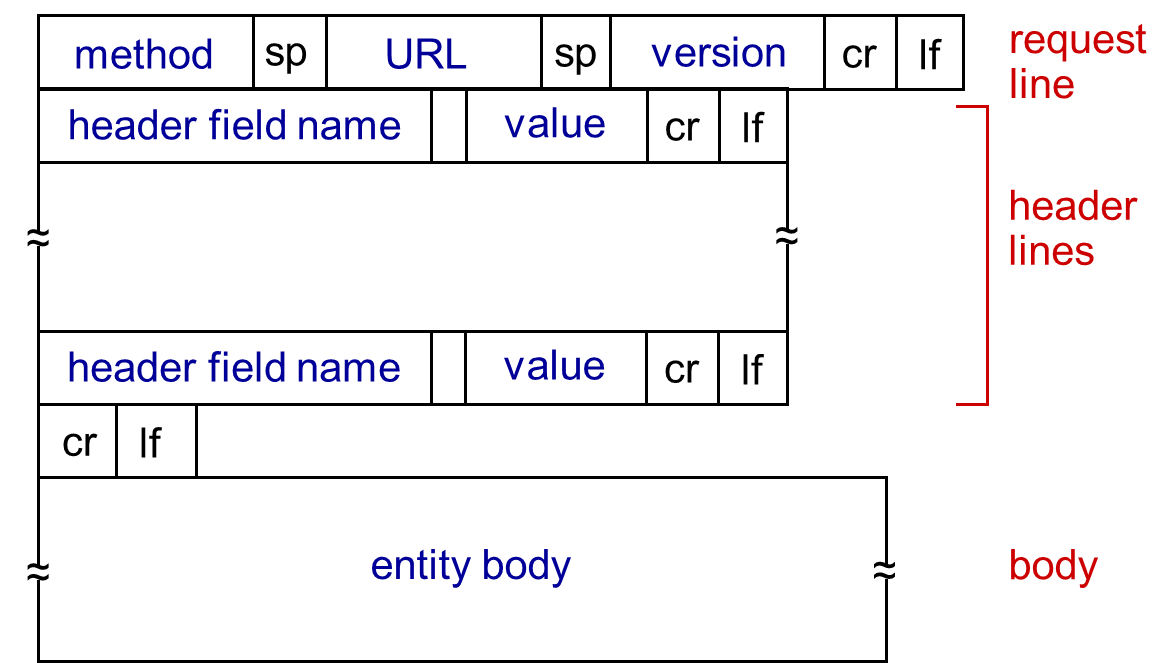 method sp URL sp version cr lf
request
line
header field name value cr lf
header
lines
header field name value cr lf
cr lf
entity body
body